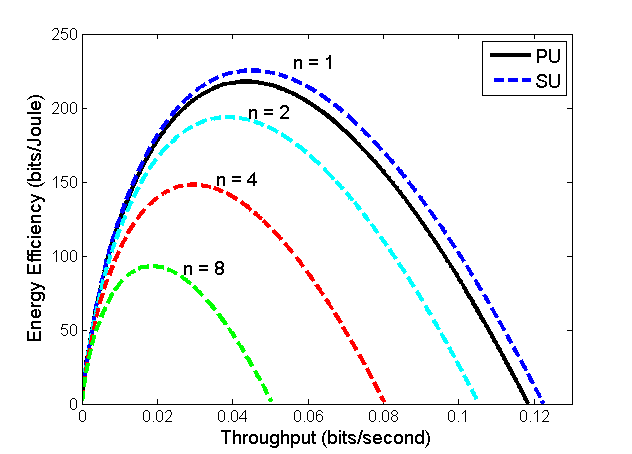 250
200
150
100
50
0
Energy Efficiency (bits/Joule)
n = 1
n = 2
n = 4
n = 8
PU
SU
0 0.02 0.04 0.06 0.08 0.1 0.12
Throughput (bits/second)